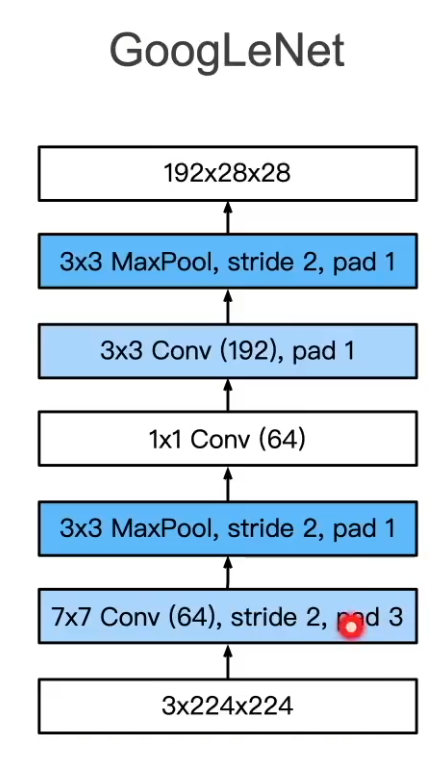 GoogLeNet
192x28x28
3x3 MaxPool, stride 2, pad 1
3x3 Conv (192), pad 1
1x1 Conv (64)
3x3 MaxPool, stride 2, pad 1
7x7 Conv (64), stride 2, pad 3
3x224x224